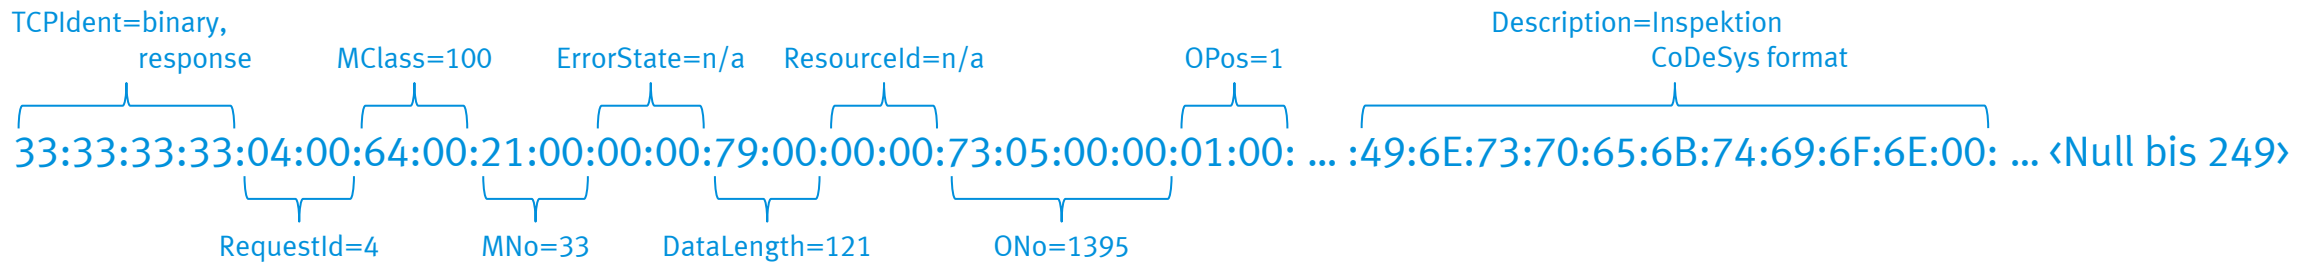 TCPIdent=binary,
response
MClass=100
ErrorState=n/a
ResourceId=n/a
OPos=1
Description=Inspektion
CoDeSys format
33:33:33:33:04:00:64:00:21:00:00:00:79:00:00:00:73:05:00:00:01:00: ... :49:6E:73:70:65:6B:74:69:6F:6E:00: ... <Null bis 249>
RequestId=4
MNo=33
DataLength=121
ONo=1395